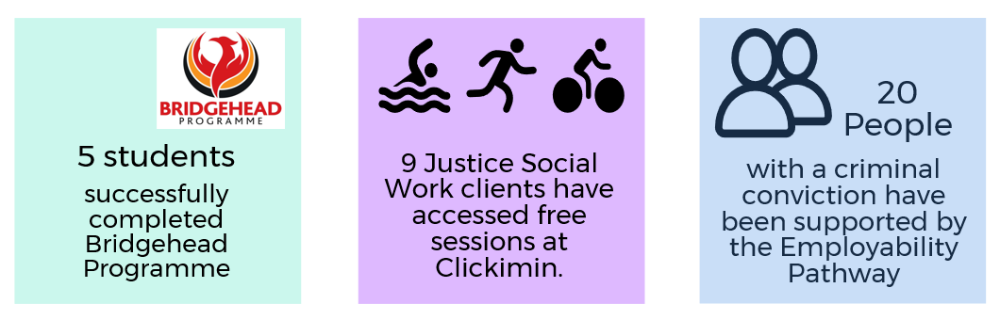 BRIDGEHEAD
PROGRAMME
5 students
successfully
completed
Bridgehead
Programme
9 Justice Social
Work clients have
accessed free
sessions at
Clickimin.
20
People
with a criminal
conviction have
been supported by
the Employability
Pathway